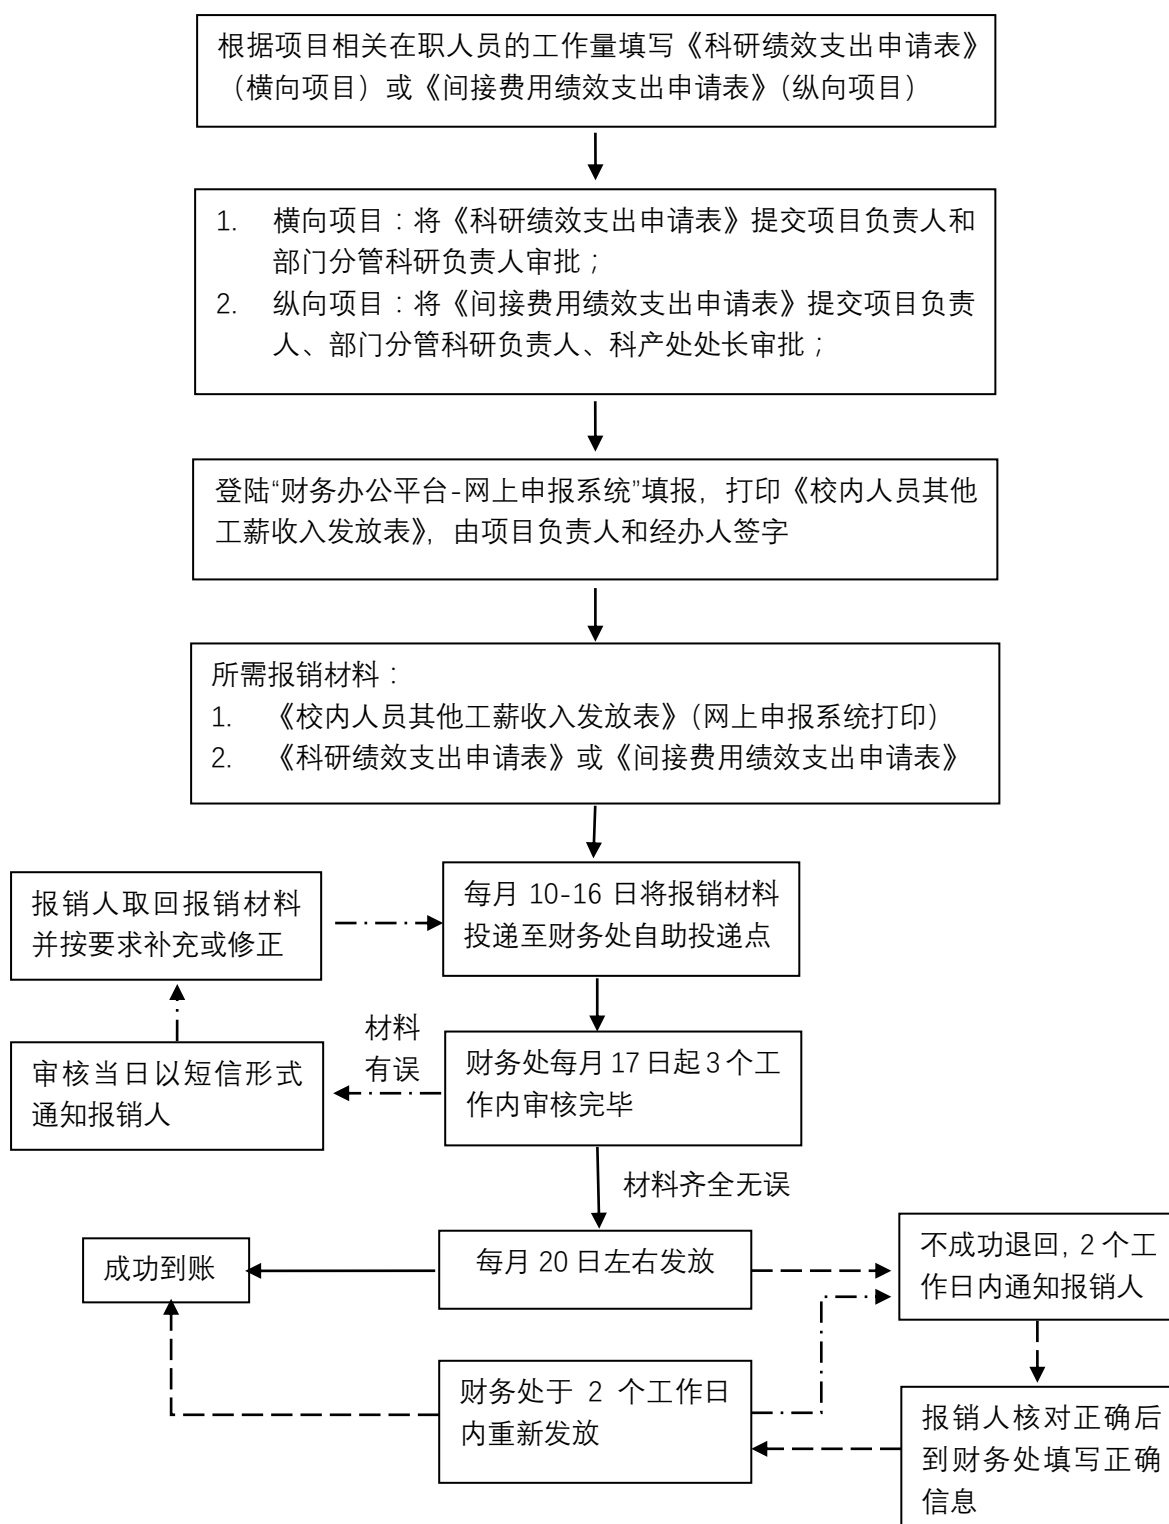 根据项目相关在职人员的工作量填写《科研绩效支出申请表》
（横向项目）或《间接费用绩效支出申请表》（纵向项目）
1. 横向项目：将《科研绩效支出申请表》提交项目负责人和
部门分管科研负责人审批；
2. 纵向项目：将《间接费用绩效支出申请表》提交项目负责
人、部门分管科研负责人、科产处处长审批；
登陆“财务办公平台-网上申报系统”填报，打印《校内人员其他
工薪收入发放表》，由项目负责人和经办人签字
所需报销材料：
1. 《校内人员其他工薪收入发放表》（网上申报系统打印）
2. 《科研绩效支出申请表》或《间接费用绩效支出申请表》
报销人取回报销材料
并按要求补充或修正
每月 10-16 日将报销材料
投递至财务处自助投递点
材料
有误
审核当日以短信形式
通知报销人
财务处每月 17 日起 3 个工
作内审核完毕
材料齐全无误
成功到账
每月 20 日左右发放
不成功退回，2 个工
作日内通知报销人
财务处于 2 个工作日
内重新发放
报销人核对正确后
到财务处填写正确
信息